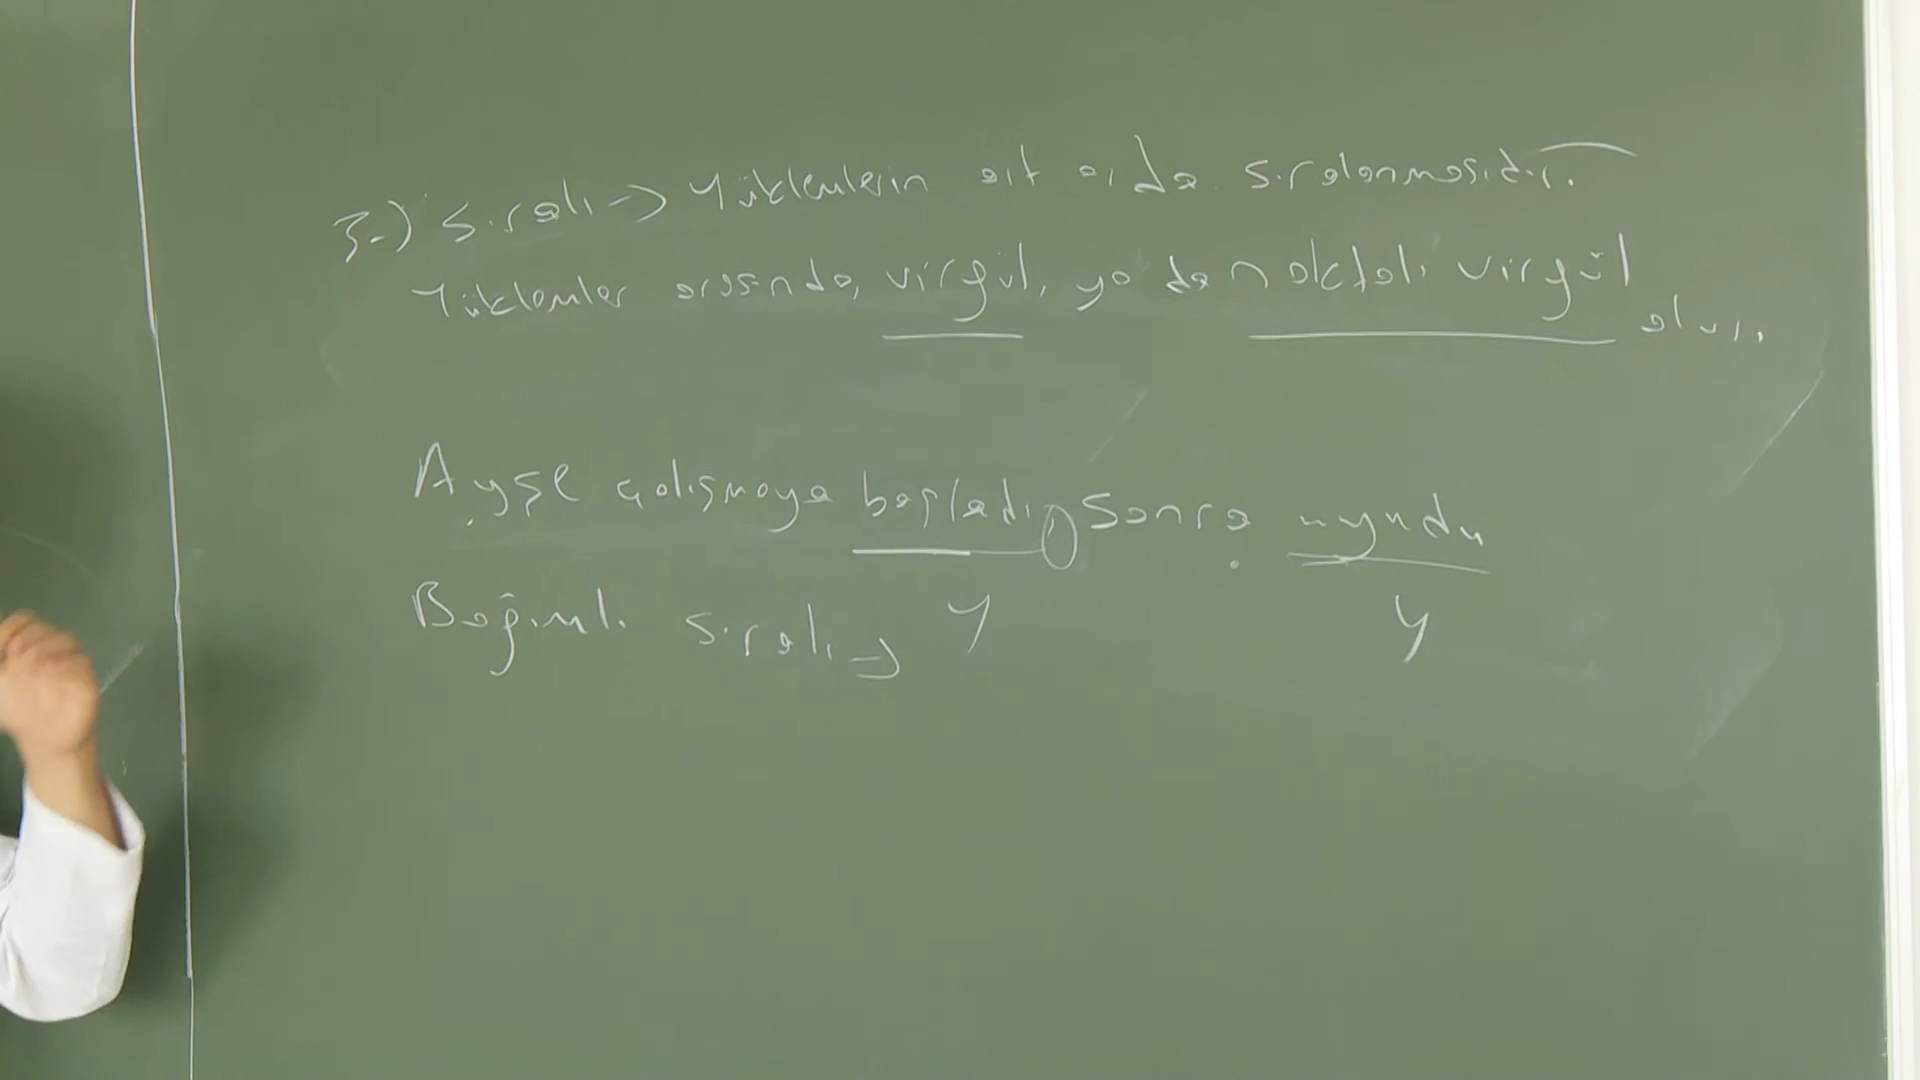 3-) Sıralı -> Yüklemlerin art arda sıralanmasıdır.
Yüklemler arasında, virgül, ya da noktalı virgül olur.
Ayşe çalışmaya başladı, sonra uyudu
Y Y
Bağımlı sıralı ->